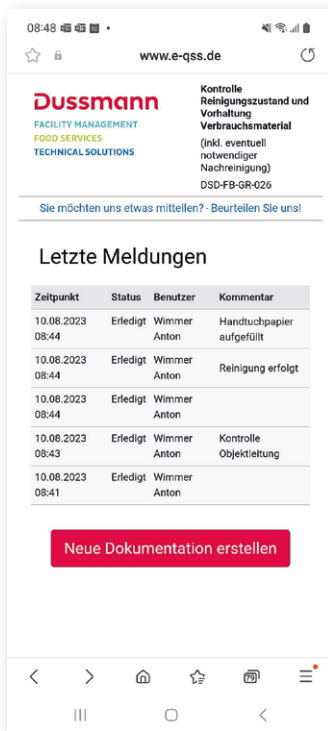 08:48
www.e-qss.de
Dussmann
FACILITY MANAGEMENT
FOOD SERVICES
TECHNICAL SOLUTIONS
Kontrolle
Reinigungszustand und
Vorhaltung
Verbrauchsmaterial
(inkl. eventuell
notwendiger
Nachreinigung)
DSD-FB-GR-026
Sie möchten uns etwas mitteilen? - Beurteilen Sie uns!
Letzte Meldungen
Zeitpunkt Status Benutzer Kommentar
10.08.2023 Erledigt Wimmer Handtuchpapier
08:44 Anton aufgefüllt
10.08.2023 Erledigt Wimmer Reinigung erfolgt
08:44 Anton
10.08.2023 Erledigt Wimmer
08:44 Anton
10.08.2023 Erledigt Wimmer Kontrolle
08:43 Anton Objektleitung
10.08.2023 Erledigt Wimmer
08:41 Anton
Neue Dokumentation erstellen
79